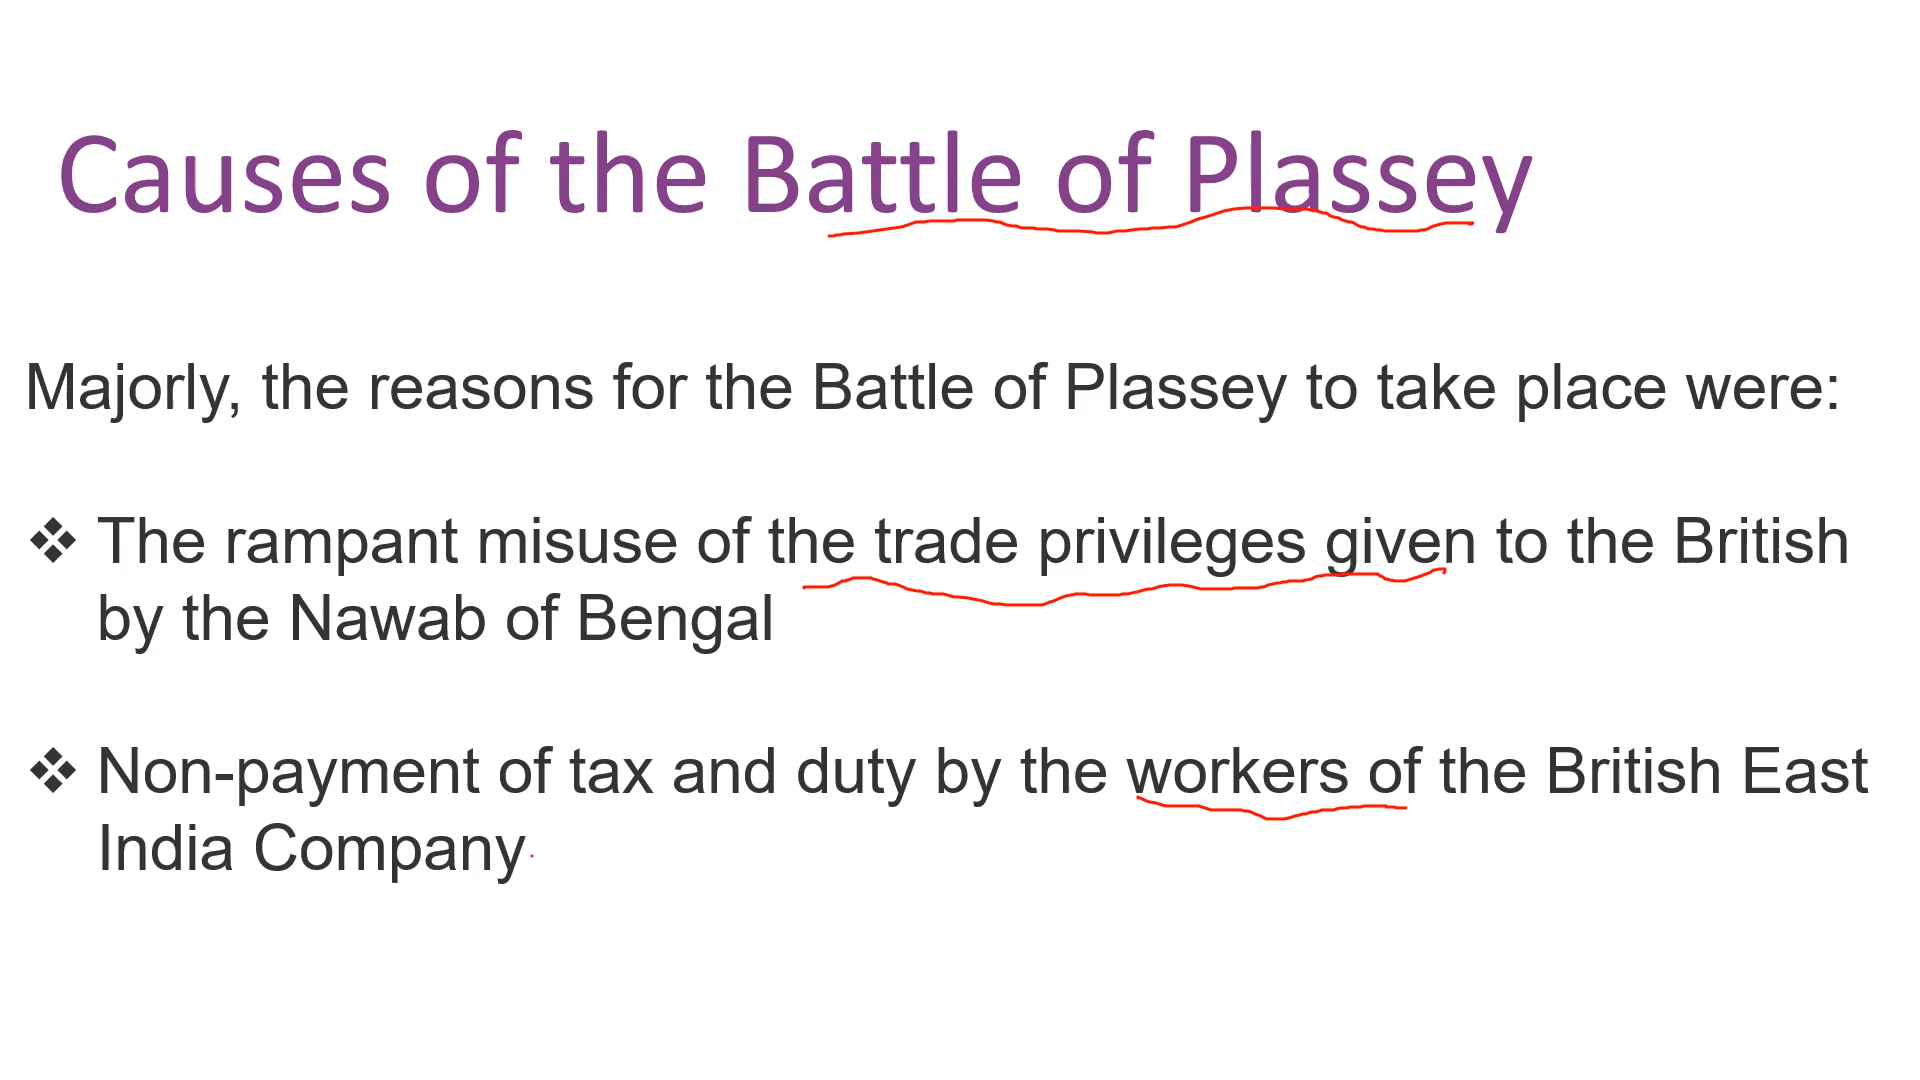 Causes of the Battle of Plassey
Majorly, the reasons for the Battle of Plassey to take place were:
❖ The rampant misuse of the trade privileges given to the British
by the Nawab of Bengal
❖ Non-payment of tax and duty by the workers of the British East
India Company